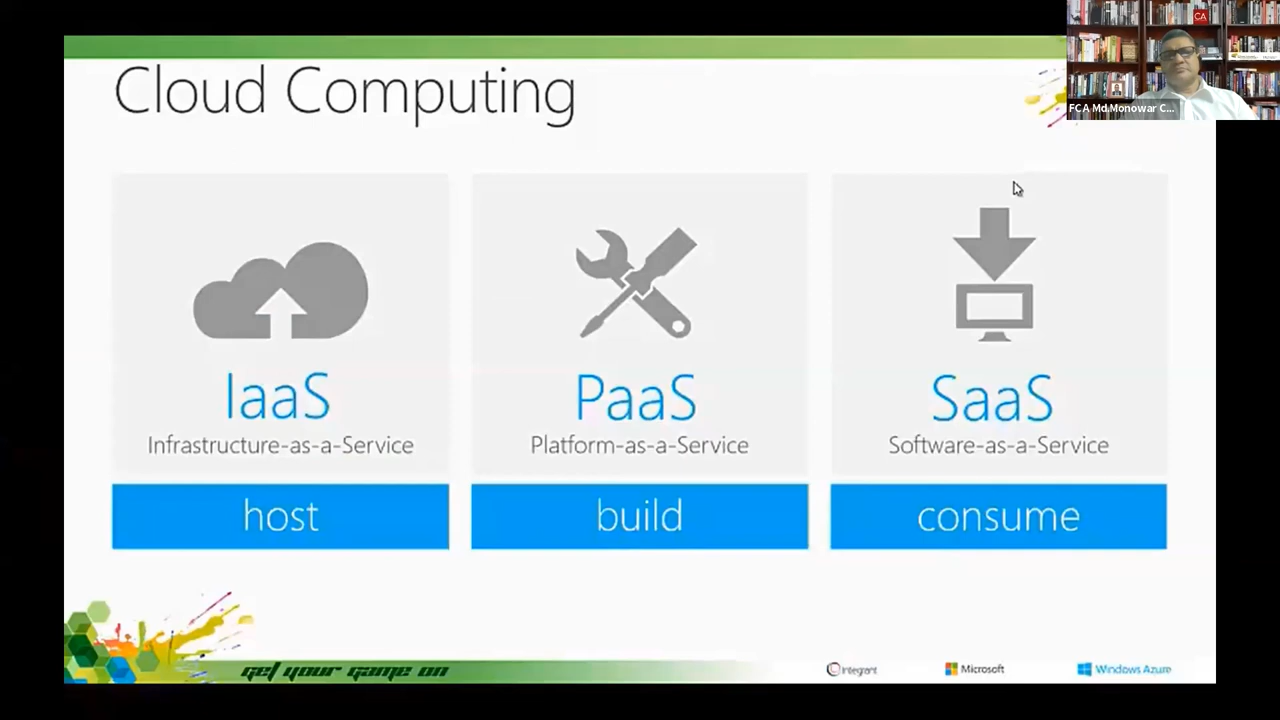 Cloud Computing
CA
FCA Md.Monowar C...
IaaS
Infrastructure-as-a-Service
host
PaaS
Platform-as-a-Service
build
SaaS
Software-as-a-Service
consume
GET YOUR GAME ON
Integrant
Microsoft
Windows Azure